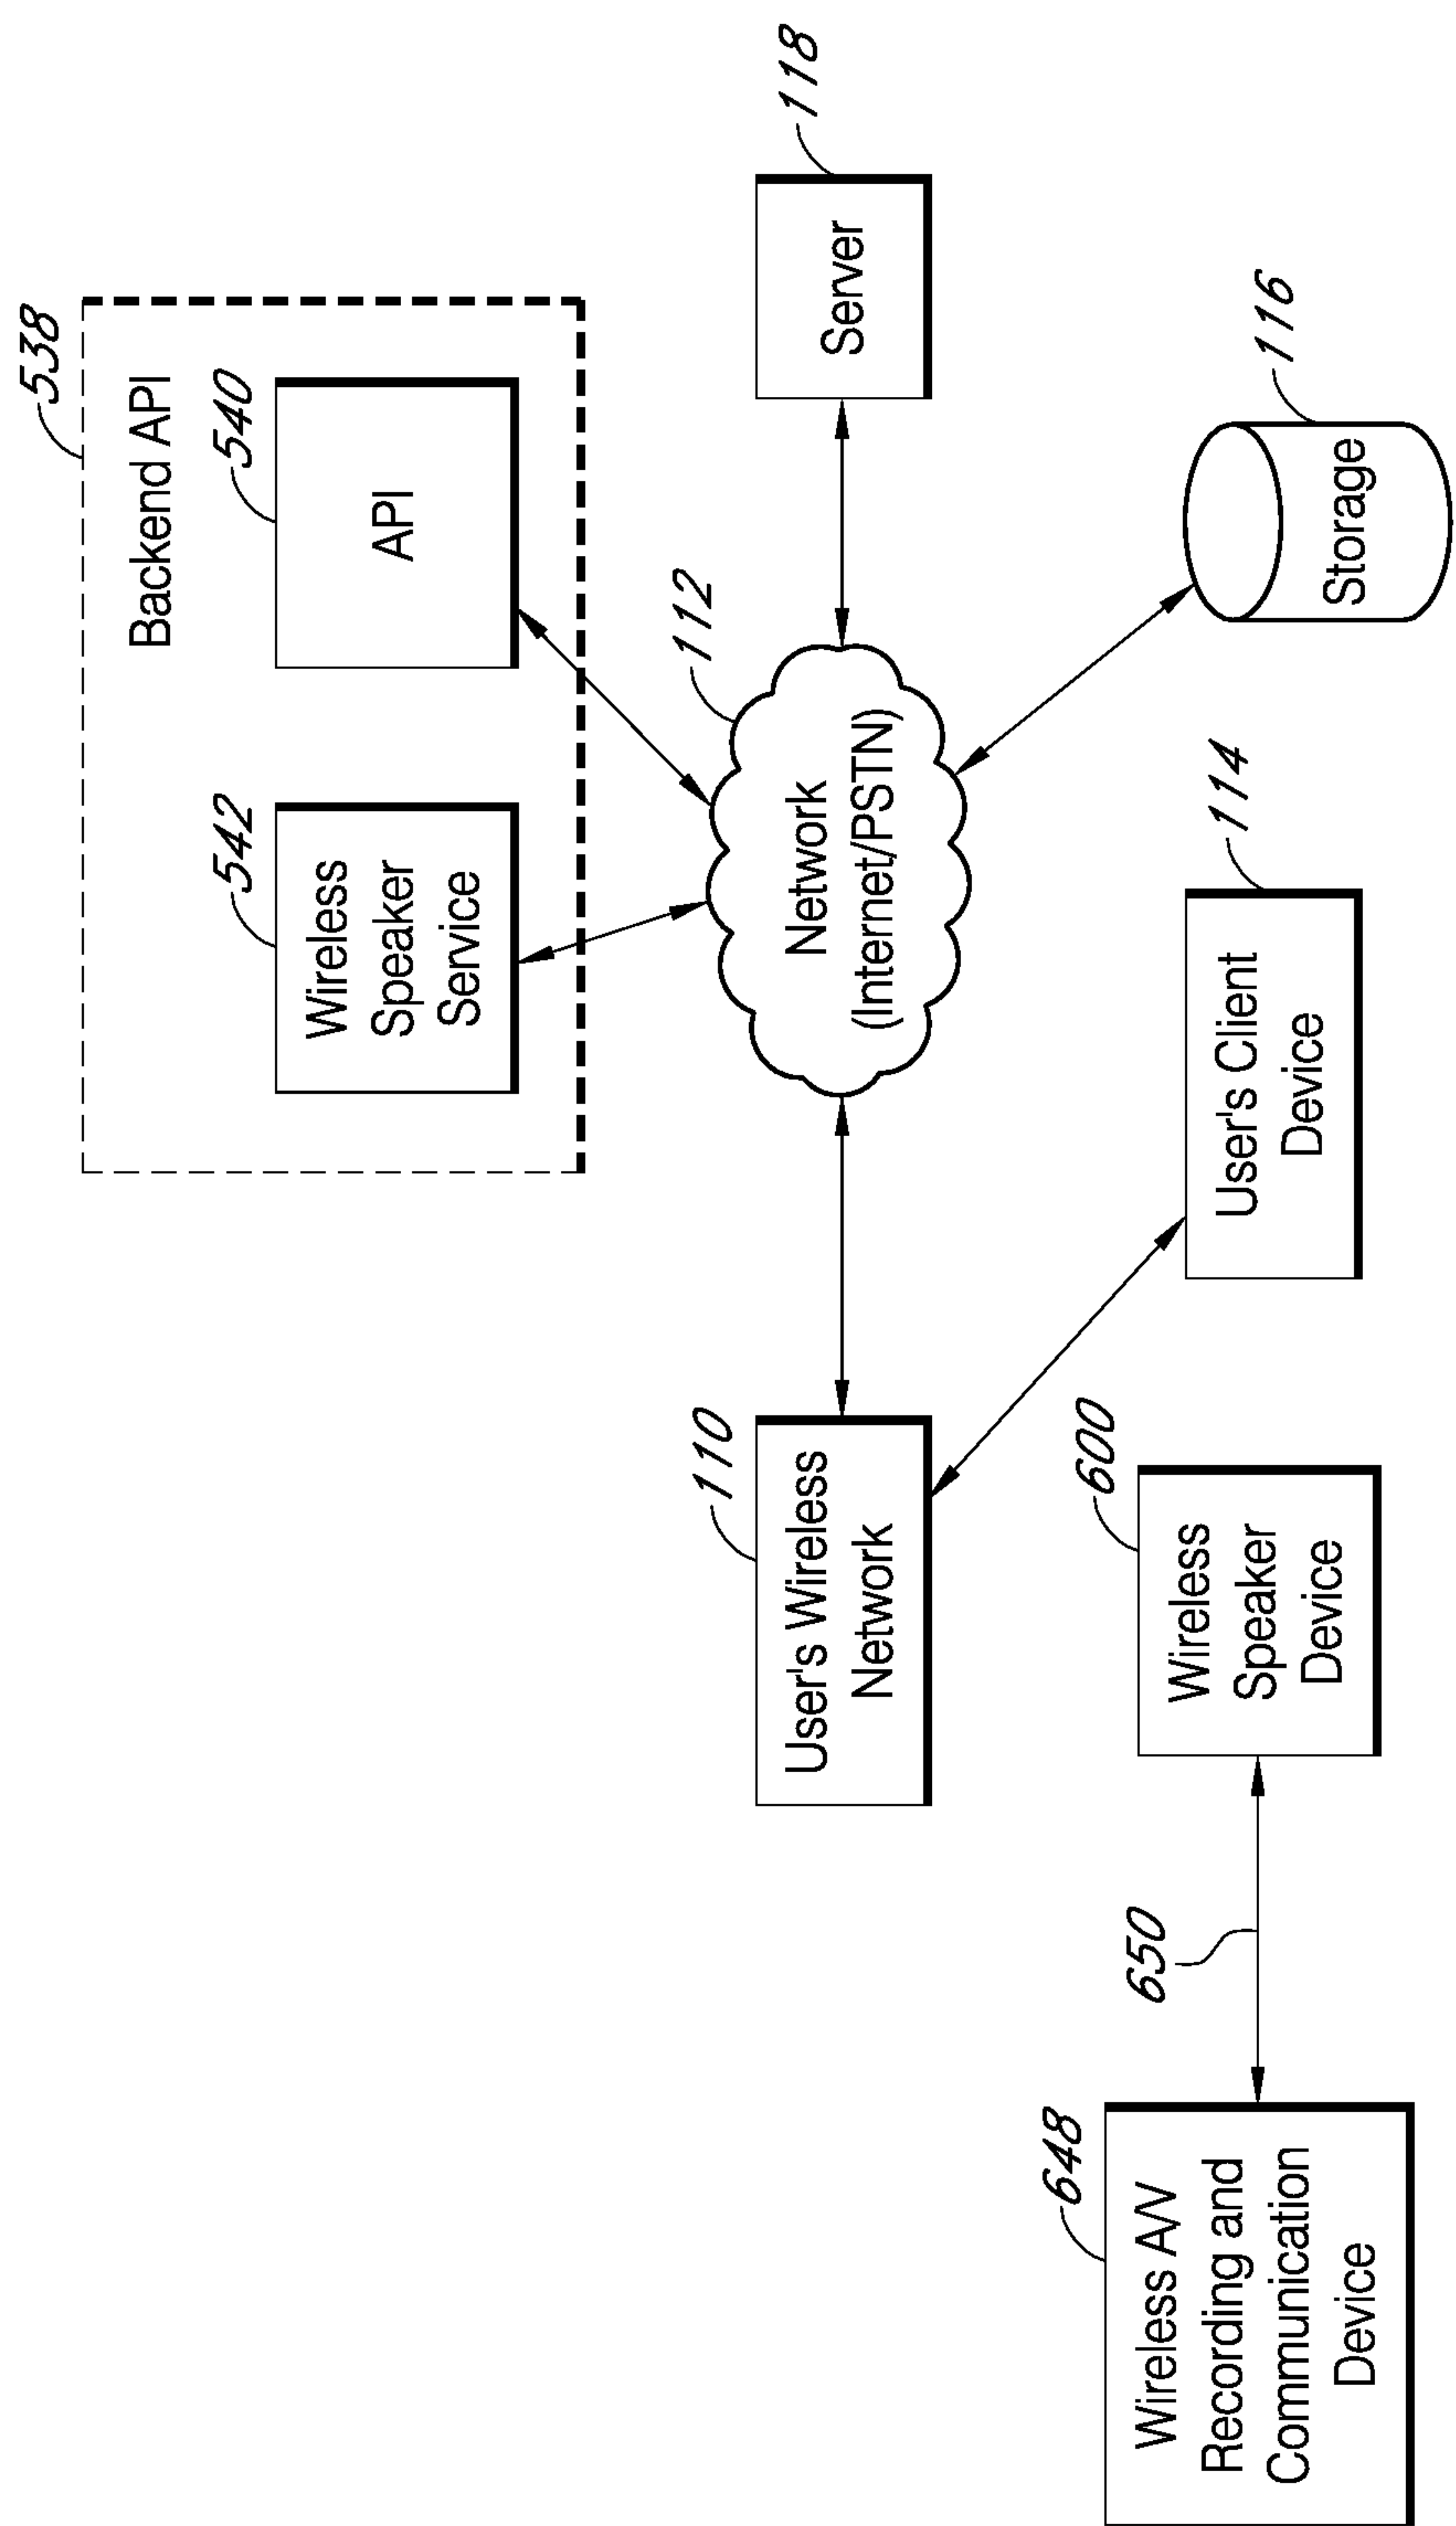 538
Backend API
542
Wireless
Speaker
Service
540
API
110
User's Wireless
Network
112
Network
(Internet/PSTN)
118
Server
648
Wireless A/V
Recording and
Communication
Device
650
600
Wireless
Speaker
Device
114
User's Client
Device
116
Storage